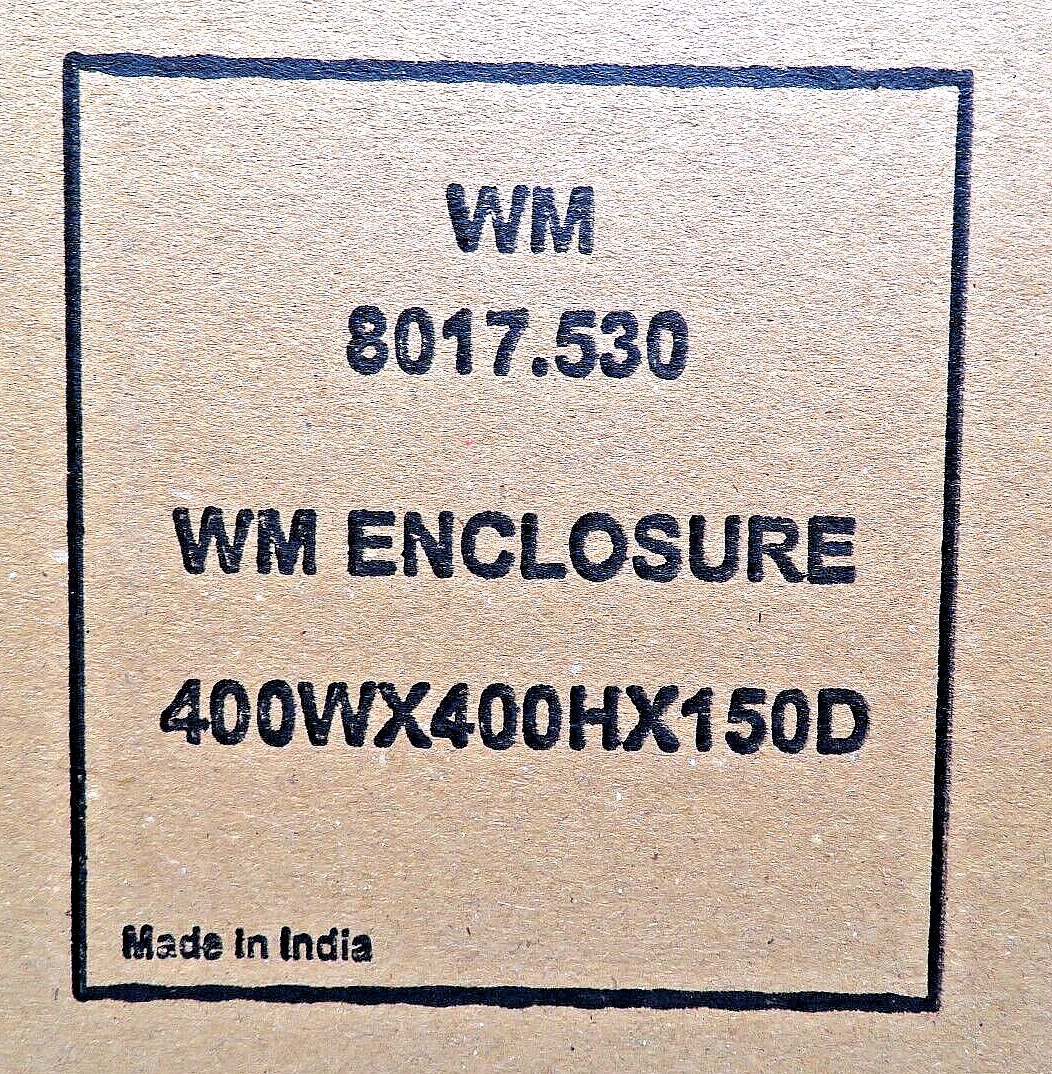 WM
8017.530
WM ENCLOSURE
400WX400HX150D
Made In India